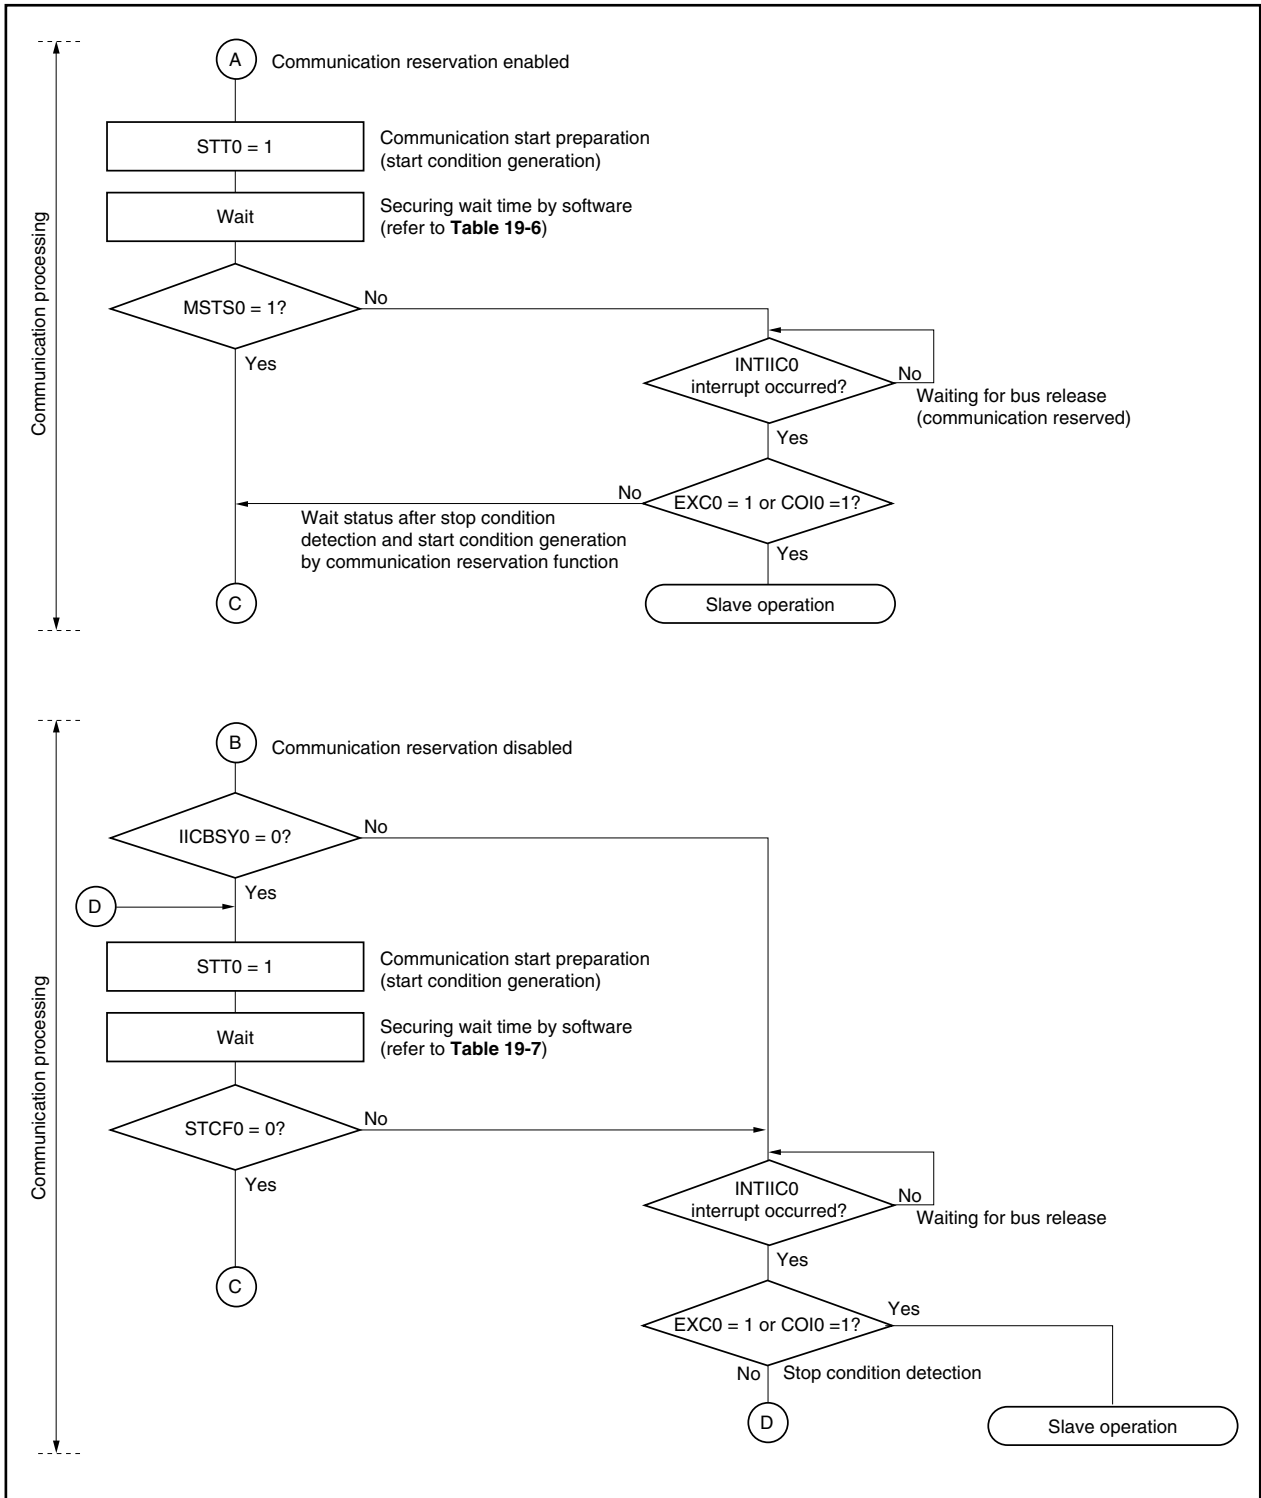 A
Communication reservation enabled
STT0 = 1
Communication start preparation
(start condition generation)
Wait
Securing wait time by software
(refer to Table 19-6)
MSTS0 = 1?
No
Yes
INTIIC0
interrupt occurred?
No
Waiting for bus release
(communication reserved)
Yes
EXC0 = 1 or COI0 =1?
No
Wait status after stop condition
detection and start condition generation
by communication reservation function
Yes
C
Slave operation
Communication processing
B
Communication reservation disabled
IICBSY0 = 0?
No
Yes
D
STT0 = 1
Communication start preparation
(start condition generation)
Wait
Securing wait time by software
(refer to Table 19-7)
STCF0 = 0?
No
Yes
INTIIC0
interrupt occurred?
No
Waiting for bus release
Yes
C
EXC0 = 1 or COI0 =1?
Yes
No
Stop condition detection
D
Slave operation
Communication processing